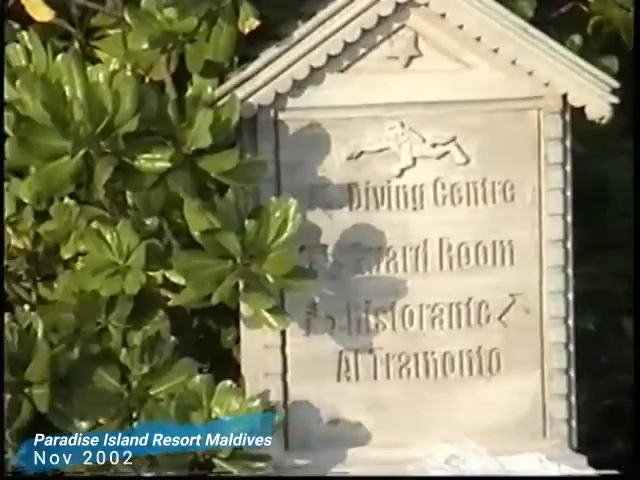 Diving Centre
Room
Ristorante
Al Tramonto
Paradise Island Resort Maldives
Nov 2002